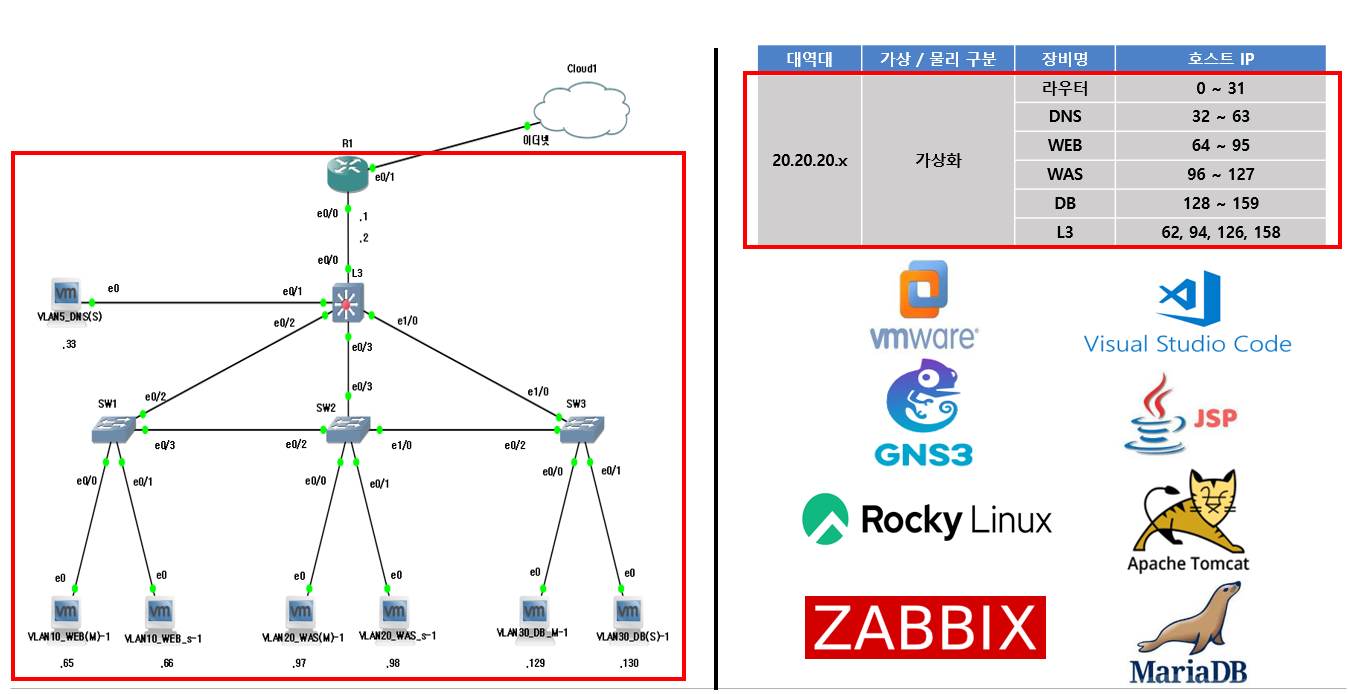 Cloud1
이더넷
R1
e0/1
e0/0
.1
.2
e0/0
L3
e0
e0/1
VLAN5_DNS(S)
.33
e0/2
e1/0
e0/3
e0/2
e0/3
e1/0
SW1
SW2
SW3
e0/3
e0/2
e1/0
e0/2
e0/0
e0/1
e0/0
e0/1
e0/0
e0/1
e0
e0
e0
e0
e0
e0
vm
vm
vm
vm
vm
vm
vm
VLAN10_WEB(M)-1
VLAN10_WEB_s-1
VLAN20_WAS(M)-1
VLAN20_WAS_s-1
VLAN30_DB_M-1
VLAN30_DB(S)-1
.65
.66
.97
.98
.129
.130
대역대 가상 / 물리 구분 장비명 호스트 IP
20.20.20.x 가상화
라우터 0 ~ 31
DNS 32 ~ 63
WEB 64 ~ 95
WAS 96 ~ 127
DB 128 ~ 159
L3 62, 94, 126, 158
vmware®
Visual Studio Code
GNS3
JSP
Rocky Linux
Apache Tomcat
ZABBIX
MariaDB